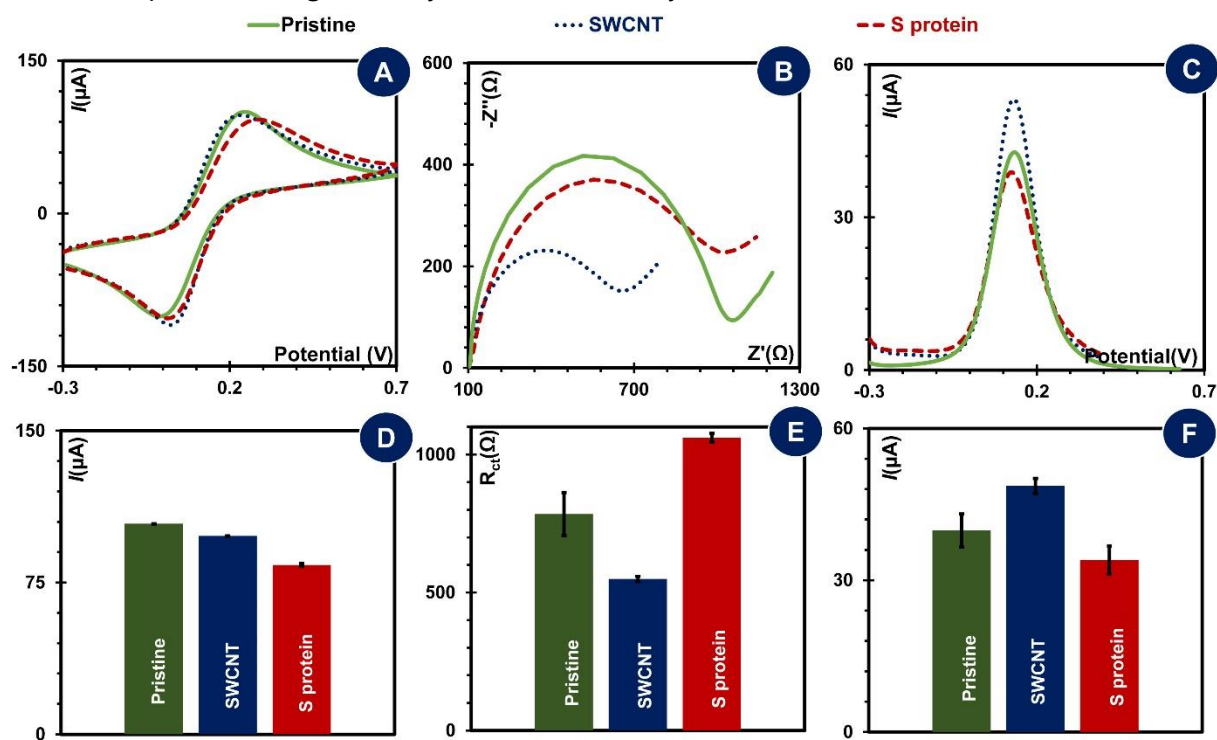 Pristine SWCNT S protein
A
I(µA)
150
0
-150
Potential (V)
-0.3 0.2 0.7
B
-Z"(Ω)
600
400
200
0
Z'(Ω)
100 700 1300
C
I(µA)
60
30
0
Potential(V)
-0.3 0.2 0.7
D
I(µA)
150
75
0
Pristine
SWCNT
S protein
E
Rct(Ω)
1000
500
0
Pristine
SWCNT
S protein
F
I(µA)
60
30
0
Pristine
SWCNT
S protein